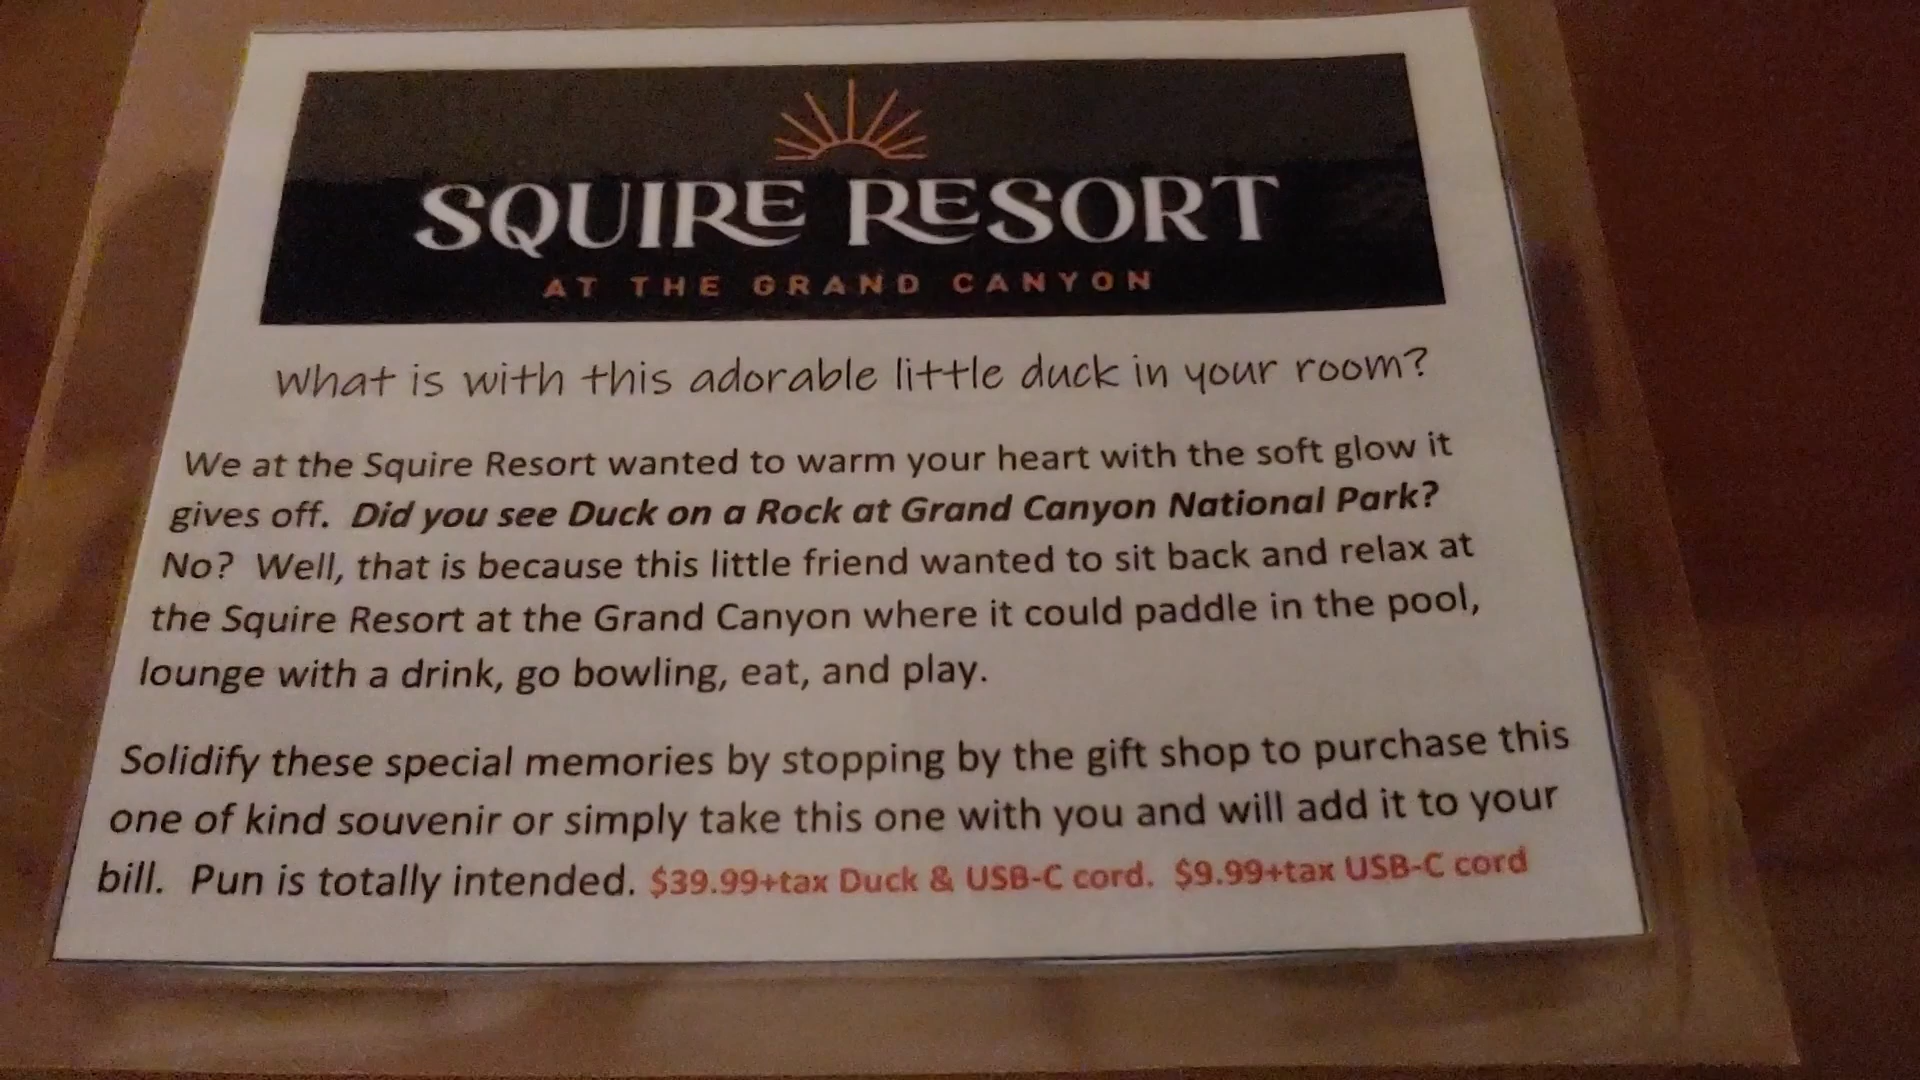 SQUIRE RESORT
AT THE GRAND CANYON
What is with this adorable little duck in your room?
We at the Squire Resort wanted to warm your heart with the soft glow it
gives off. Did you see Duck on a Rock at Grand Canyon National Park?
No? Well, that is because this little friend wanted to sit back and relax at
the Squire Resort at the Grand Canyon where it could paddle in the pool,
lounge with a drink, go bowling, eat, and play.
Solidify these special memories by stopping by the gift shop to purchase this
one of kind souvenir or simply take this one with you and will add it to your
bill. Pun is totally intended. $39.99+tax Duck & USB-C cord. $9.99+tax USB-C cord